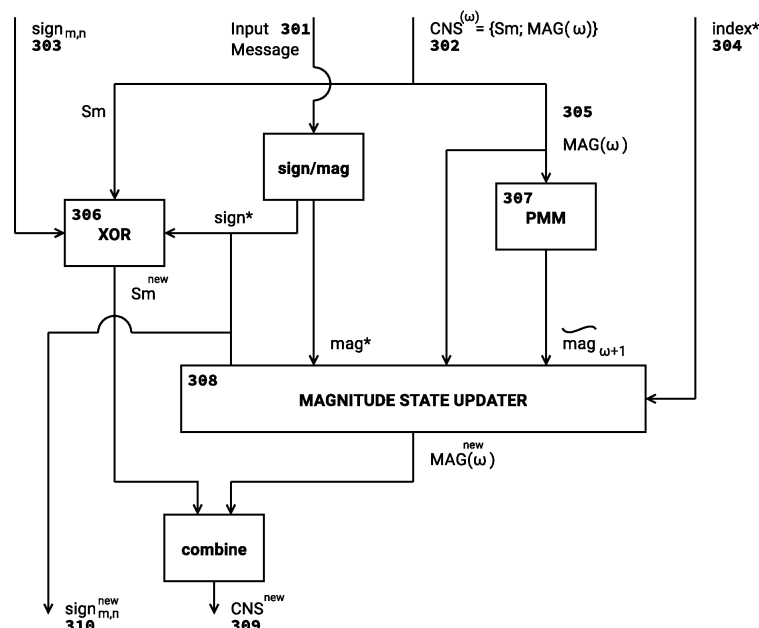 sign m,n
303
Input 301
Message
CNS (ω) = {Sm; MAG(ω)}
302
index*
304
Sm
305
MAG(ω)
sign/mag
306
XOR
sign*
307
PMM
Sm new
mag*
mag ω+1
308
MAGNITUDE STATE UPDATER
MAG(ω) new
combine
sign new m,n
310
CNS new
309